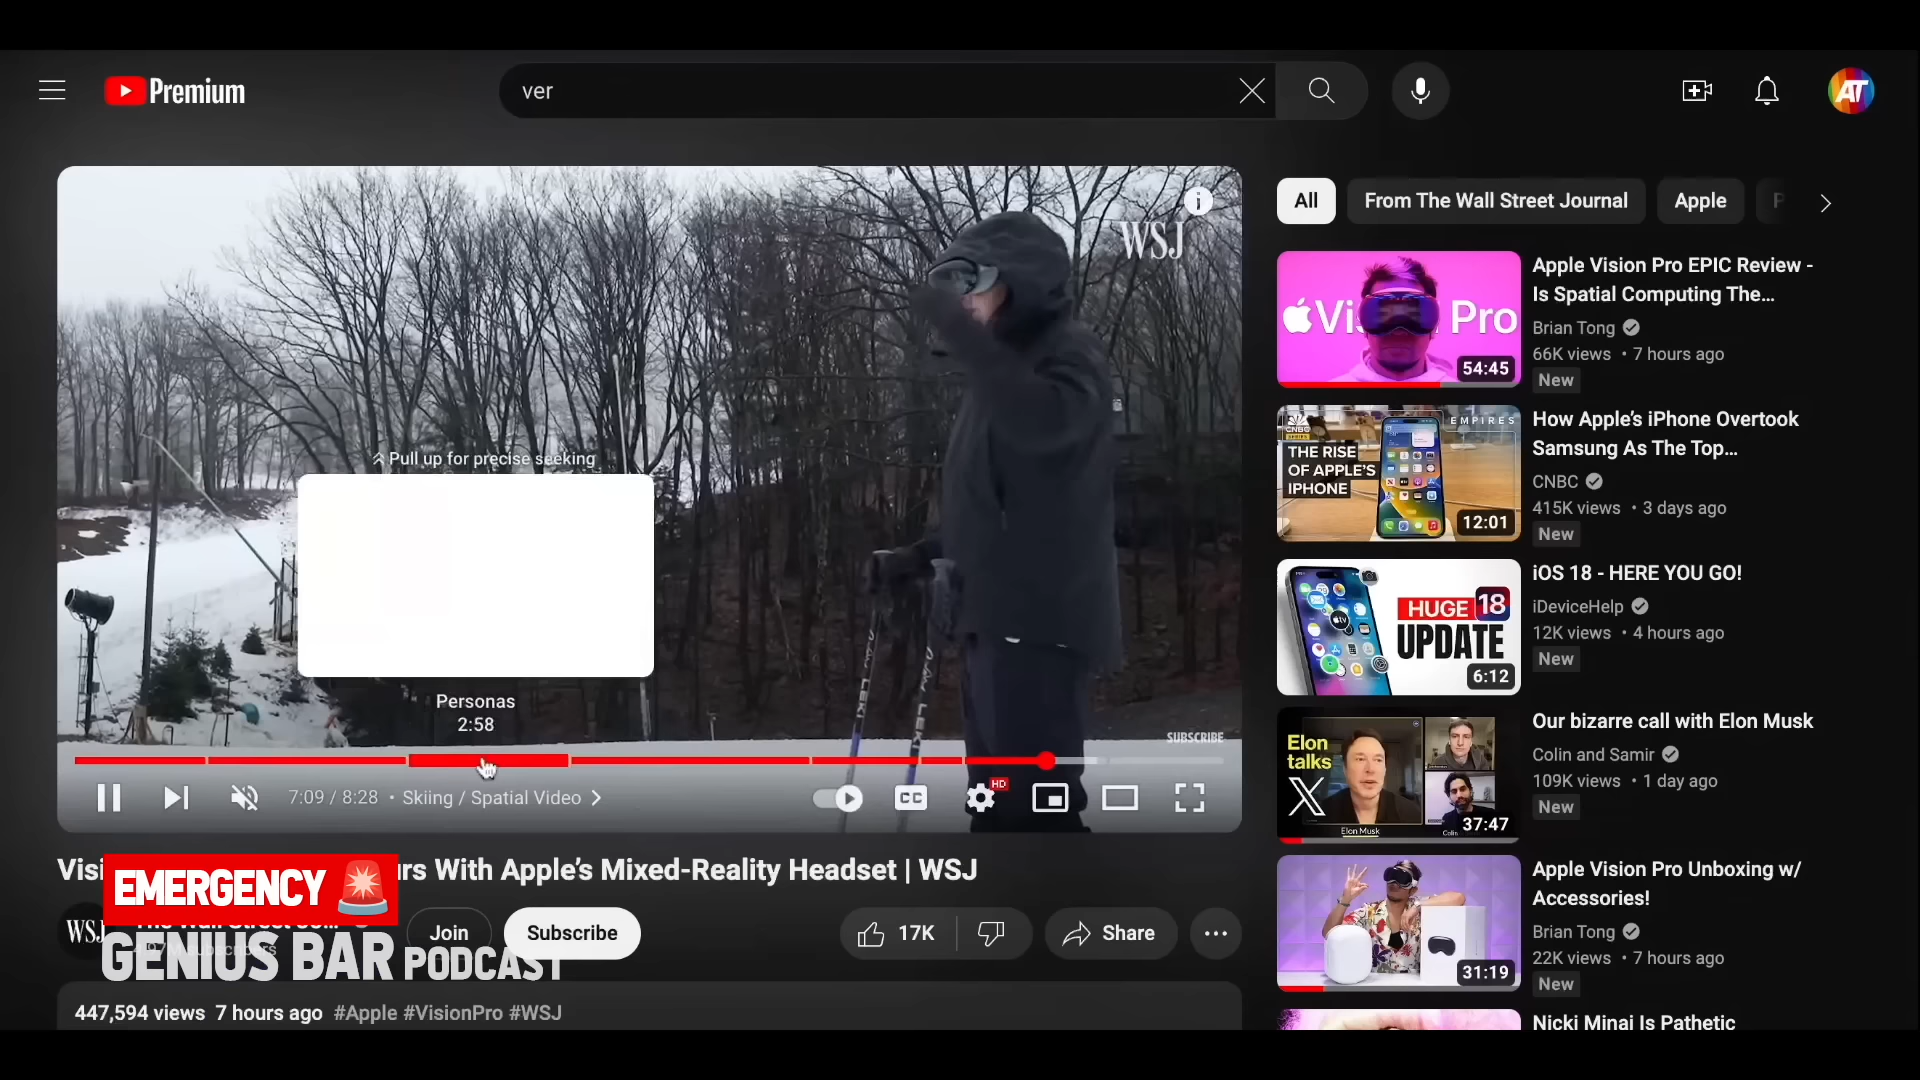 Premium
ver
AT
WSJ
Pull up for precise seeking
Personas
2:58
SUBSCRIBE
7:09 / 8:28 • Skiing / Spatial Video
CC
HD
rs With Apple's Mixed-Reality Headset | WSJ
EMERGENCY
GENIUS BAR PODCAST
WSJ
Join
Subscribe
17K
Share
447,594 views 7 hours ago #Apple #VisionPro #WSJ
All
From The Wall Street Journal
Apple
Pro
54:45
Apple Vision Pro EPIC Review -
Is Spatial Computing The...
Brian Tong
66K views • 7 hours ago
New
CNBC
EMPIRES
THE RISE
OF APPLE'S
IPHONE
12:01
How Apple's iPhone Overtook
Samsung As The Top...
CNBC
415K views • 3 days ago
New
HUGE 18
UPDATE
6:12
iOS 18 - HERE YOU GO!
iDeviceHelp
12K views • 4 hours ago
New
Elon
talks
X
Elon Musk
37:47
Our bizarre call with Elon Musk
Colin and Samir
109K views • 1 day ago
New
31:19
Apple Vision Pro Unboxing w/
Accessories!
Brian Tong
22K views • 7 hours ago
New
Nicki Minaj Is Pathetic